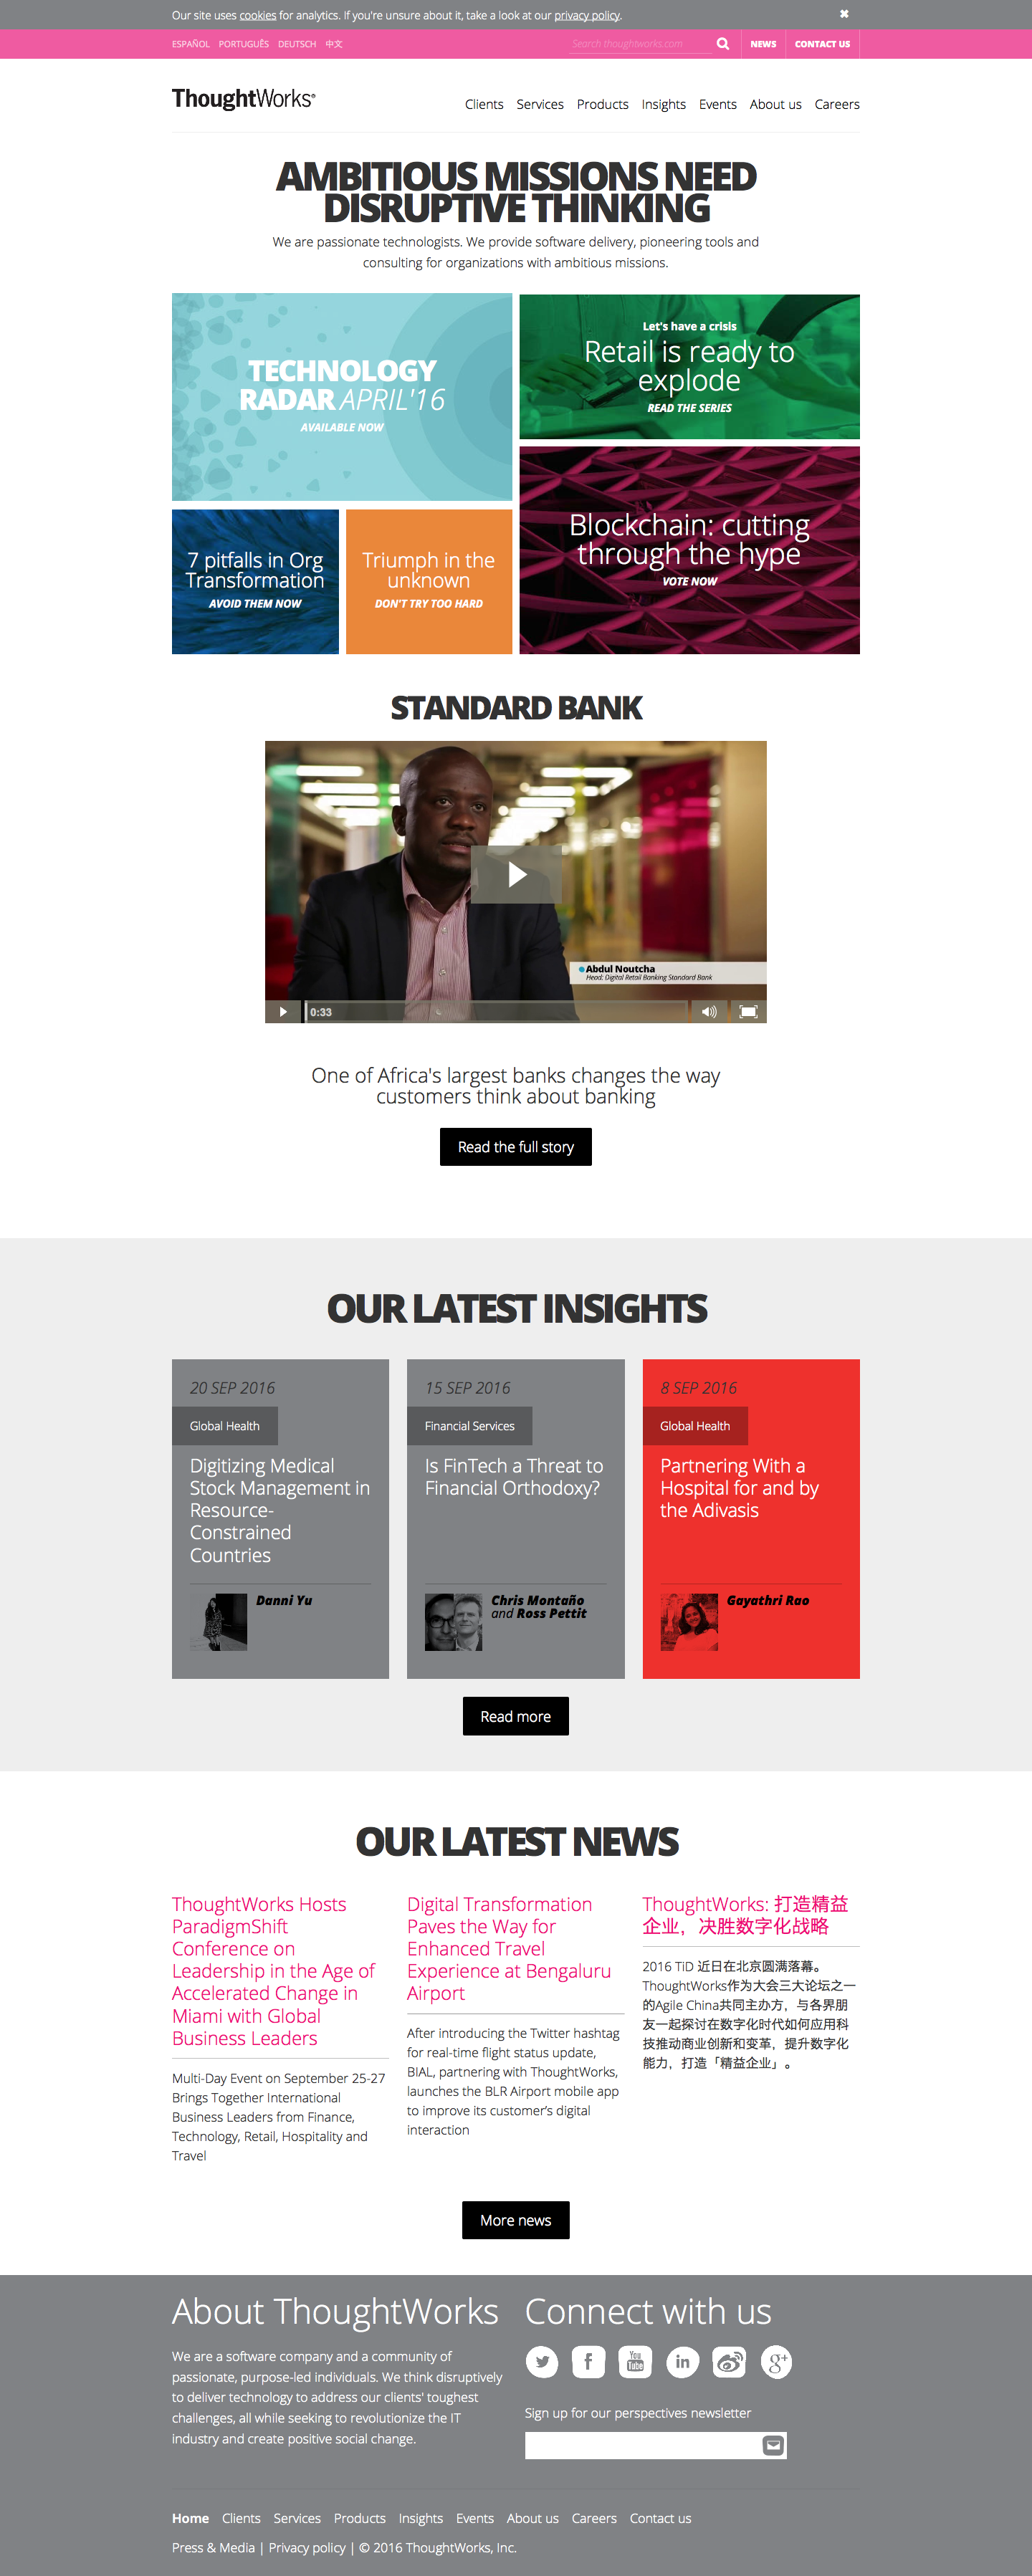 Our site uses cookies for analytics. If you're unsure about it, take a look at our privacy policy.
ESPAÑOL PORTUGUÊS DEUTSCH 中文
Search thoughtworks.com
NEWS
CONTACT US
ThoughtWorks®
Clients Services Products Insights Events About us Careers
AMBITIOUS MISSIONS NEED
DISRUPTIVE THINKING
We are passionate technologists. We provide software delivery, pioneering tools and
consulting for organizations with ambitious missions.
TECHNOLOGY
RADAR APRIL'16
AVAILABLE NOW
Let's have a crisis
Retail is ready to
explode
READ THE SERIES
7 pitfalls in Org
Transformation
AVOID THEM NOW
Triumph in the
unknown
DON'T TRY TOO HARD
Blockchain: cutting
through the hype
VOTE NOW
STANDARD BANK
Abdul Noutcha
Head: Digital Retail Banking Standard Bank
0:33
One of Africa's largest banks changes the way
customers think about banking
Read the full story
OUR LATEST INSIGHTS
20 SEP 2016
Global Health
Digitizing Medical
Stock Management in
Resource-
Constrained
Countries
Danni Yu
15 SEP 2016
Financial Services
Is FinTech a Threat to
Financial Orthodoxy?
Chris Montaño
and Ross Pettit
8 SEP 2016
Global Health
Partnering With a
Hospital for and by
the Adivasis
Gayathri Rao
Read more
OUR LATEST NEWS
ThoughtWorks Hosts
ParadigmShift
Conference on
Leadership in the Age of
Accelerated Change in
Miami with Global
Business Leaders
Multi-Day Event on September 25-27
Brings Together International
Business Leaders from Finance,
Technology, Retail, Hospitality and
Travel
Digital Transformation
Paves the Way for
Enhanced Travel
Experience at Bengaluru
Airport
After introducing the Twitter hashtag
for real-time flight status update,
BIAL, partnering with ThoughtWorks,
launches the BLR Airport mobile app
to improve its customer's digital
interaction
ThoughtWorks: 打造精益
企业，决胜数字化战略
2016 TiD 近日在北京圆满落幕。
ThoughtWorks作为大会三大论坛之一
的Agile China共同主办方，与各界朋
友一起探讨在数字化时代如何应用科
技推动商业创新和变革，提升数字化
能力，打造「精益企业」。
More news
About ThoughtWorks
We are a software company and a community of
passionate, purpose-led individuals. We think disruptively
to deliver technology to address our clients' toughest
challenges, all while seeking to revolutionize the IT
industry and create positive social change.
Connect with us
f You Tube in g+
Sign up for our perspectives newsletter
Home Clients Services Products Insights Events About us Careers Contact us
Press & Media | Privacy policy | © 2016 ThoughtWorks, Inc.